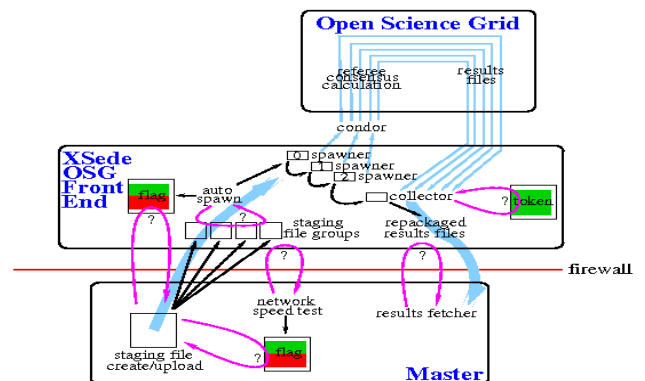 Open Science Grid
referee
consensus
calculation
results
files
condor
XSede
OSG
Front
End
0 spawner
1 spawner
2 spawner
flag
?
auto
spawn
?
collector
? token
staging
file groups
repackaged
results files
?
?
firewall
network
speed test
results fetcher
staging file
create/upload
? flag
Master